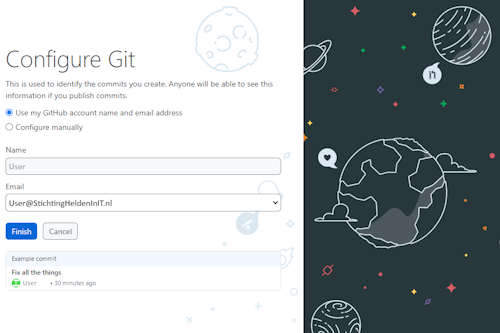 Configure Git
This is used to identify the commits you create. Anyone will be able to see this
information if you publish commits.
Use my GitHub account name and email address
Configure manually
Name
User
Email
User@StichtingHeldenInIT.nl
Finish
Cancel
Example commit
Fix all the things
User • 30 minutes ago